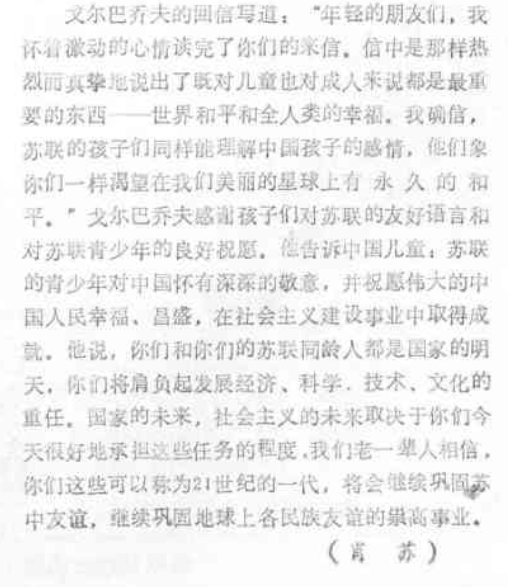 戈尔巴乔夫的回信写道：“年轻的朋友们，我
怀着激动的心情读完了你们的来信。信中是那样热
烈而真挚地说出了既对儿童也对成人来说都是最重
要的东西——世界和平和全人类的幸福。我确信，
苏联的孩子们同样能理解中国孩子的感情，他们象
你们一样渴望在我们美丽的星球上有永久的和
平。”戈尔巴乔夫感谢孩子们对苏联的友好语言和
对苏联青少年的良好祝愿。他告诉中国儿童：苏联
的青少年对中国怀有深深的敬意，并祝愿伟大的中
国人民幸福、昌盛，在社会主义建设事业中取得成
就。他说，你们和你们的苏联同龄人都是国家的明
天，你们将肩负起发展经济、科学．技术、文化的
重任。国家的未来，社会主义的未来取决于你们今
天很好地承担这些任务的程度，我们老一辈人相信，
你们这些可以称为21世纪的一代，将会继续巩固苏
中友谊，继续巩固地球上各民族友谊的崇高事业。
（肖 苏）